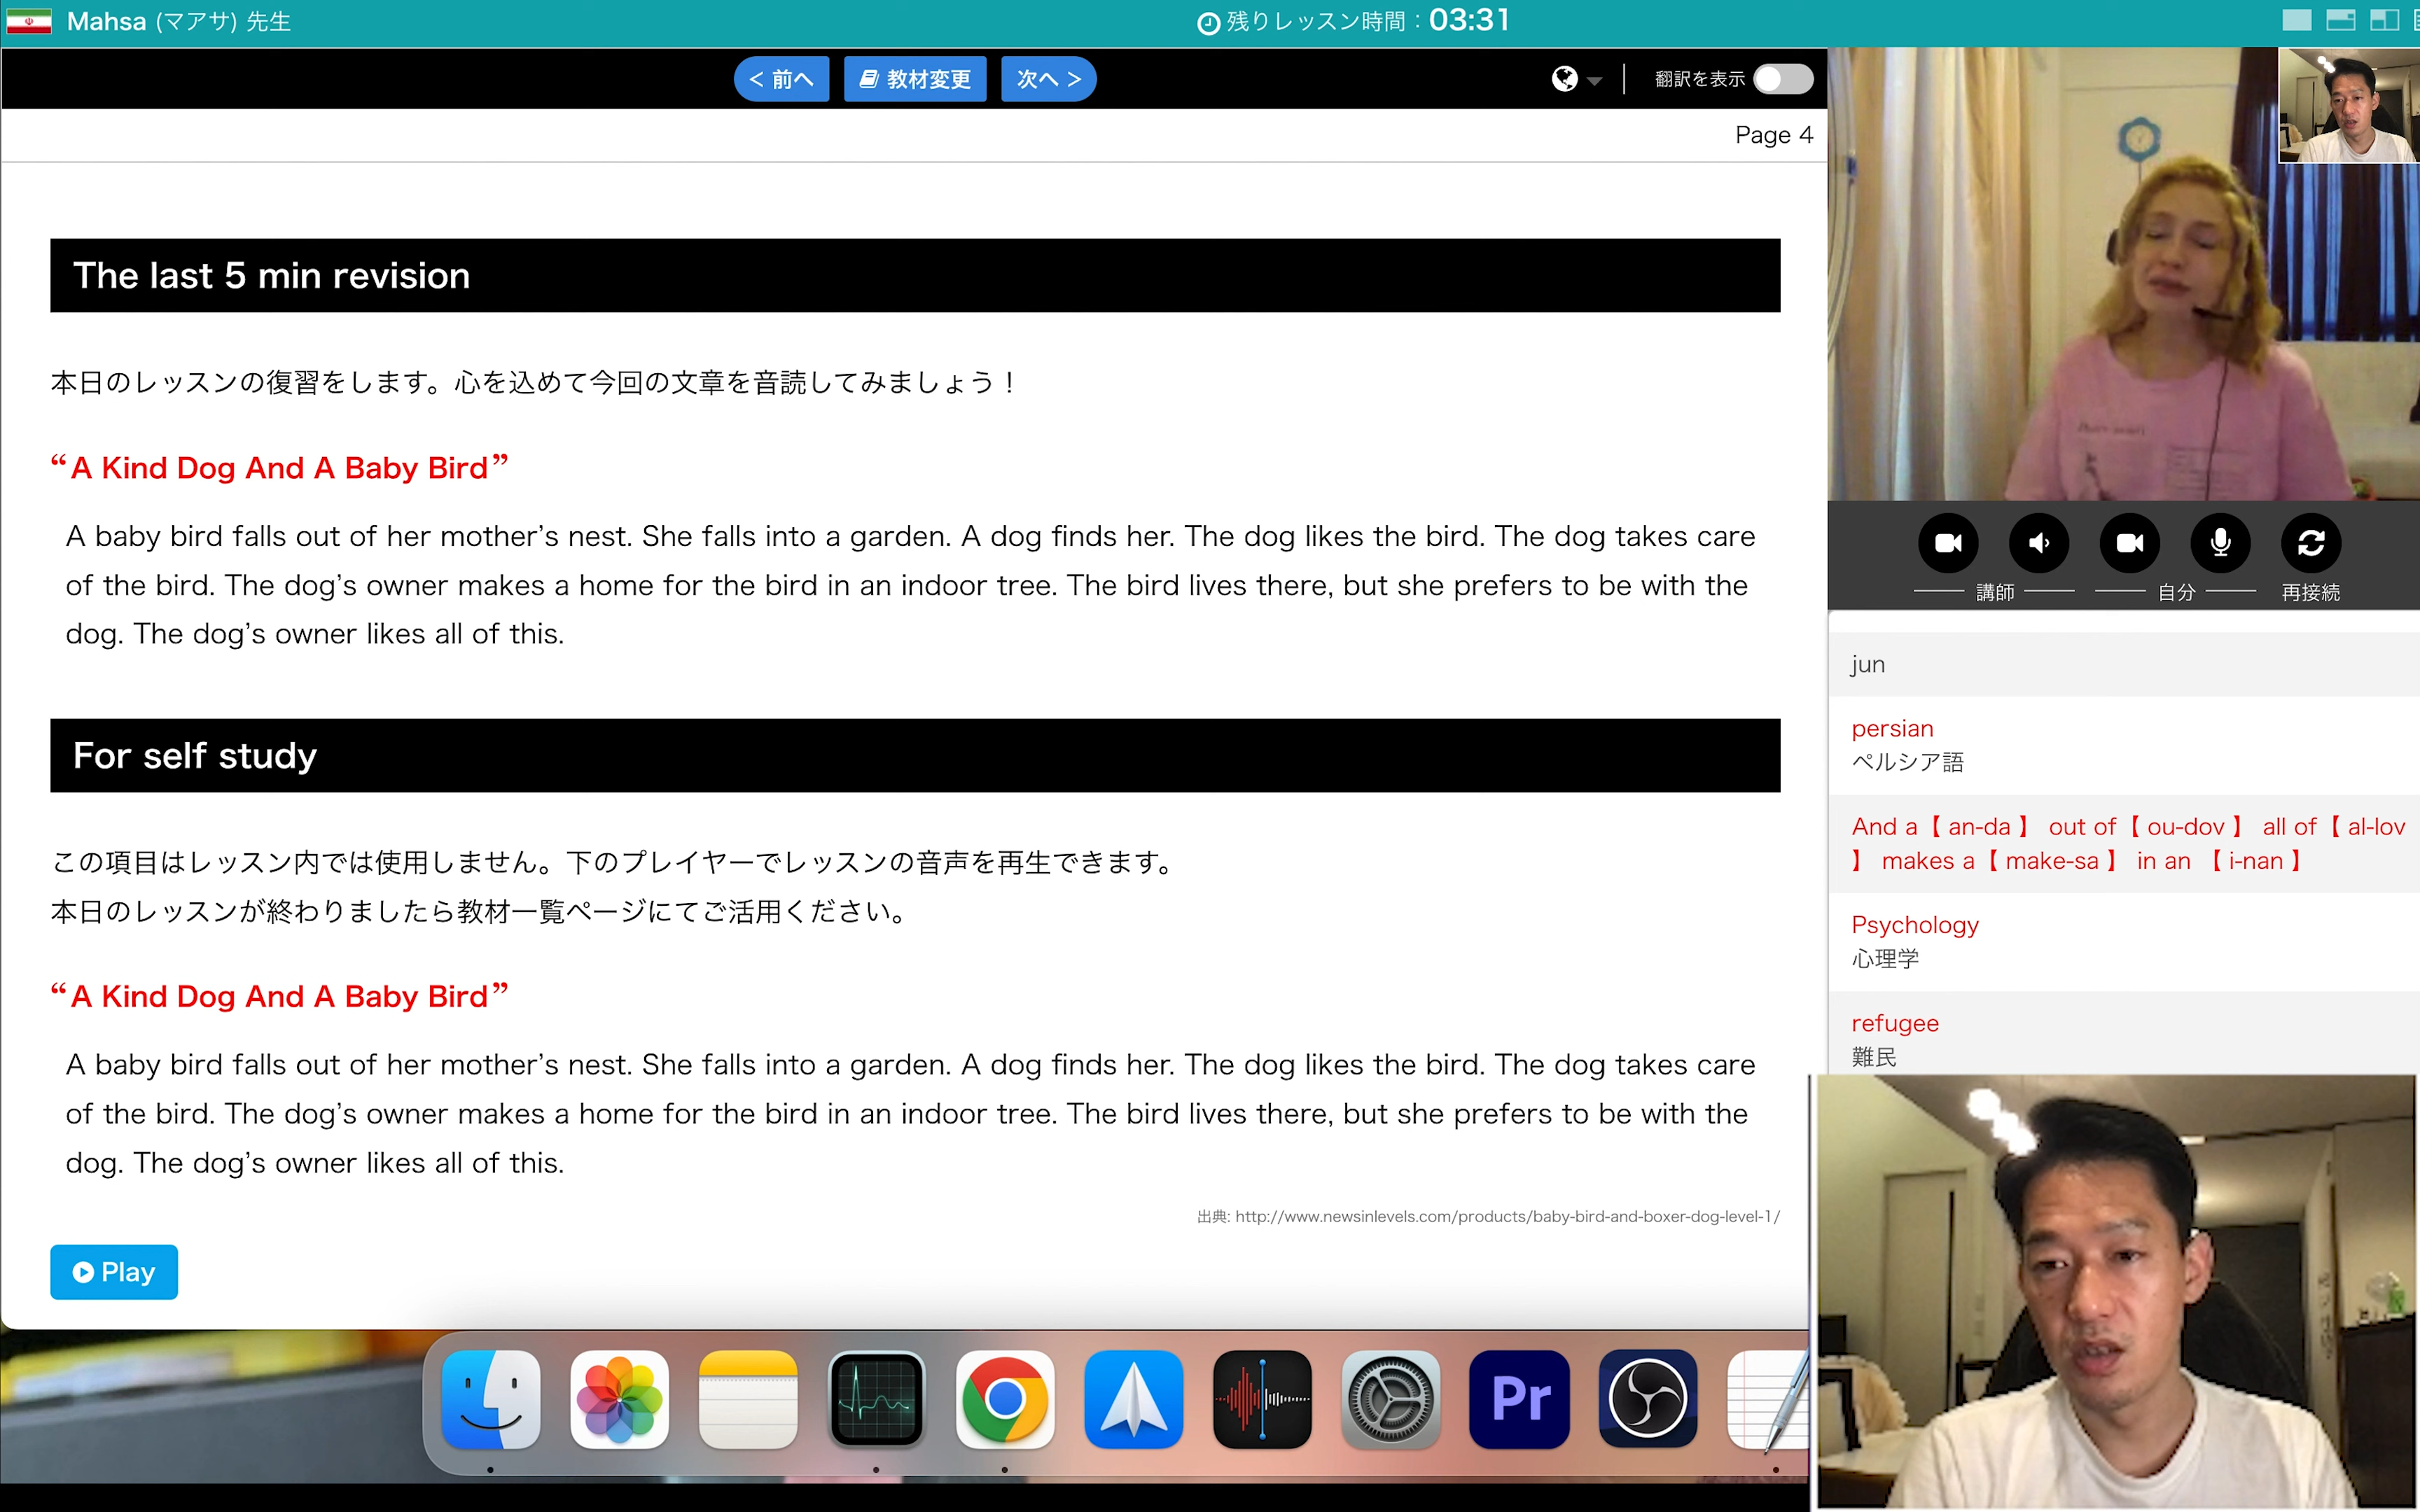 Mahsa (マアサ) 先生
残りレッスン時間：03:31
< 前へ
教材変更
次へ >
翻訳を表示
Page 4
The last 5 min revision
本日のレッスンの復習をします。心を込めて今回の文章を音読してみましょう！
“A Kind Dog And A Baby Bird”
A baby bird falls out of her mother’s nest. She falls into a garden. A dog finds her. The dog likes the bird. The dog takes care
of the bird. The dog’s owner makes a home for the bird in an indoor tree. The bird lives there, but she prefers to be with the
dog. The dog’s owner likes all of this.
For self study
この項目はレッスン内では使用しません。下のプレイヤーでレッスンの音声を再生できます。
本日のレッスンが終わりましたら教材一覧ページにてご活用ください。
“A Kind Dog And A Baby Bird”
A baby bird falls out of her mother’s nest. She falls into a garden. A dog finds her. The dog likes the bird. The dog takes care
of the bird. The dog’s owner makes a home for the bird in an indoor tree. The bird lives there, but she prefers to be with the
dog. The dog’s owner likes all of this.
出典: http://www.newsinlevels.com/products/baby-bird-and-boxer-dog-level-1/
Play
講師
自分
再接続
jun
persian
ペルシア語
And a【 an-da 】 out of【 ou-dov 】 all of【 al-lov
】 makes a【 make-sa 】 in an 【 i-nan 】
Psychology
心理学
refugee
難民
Pr